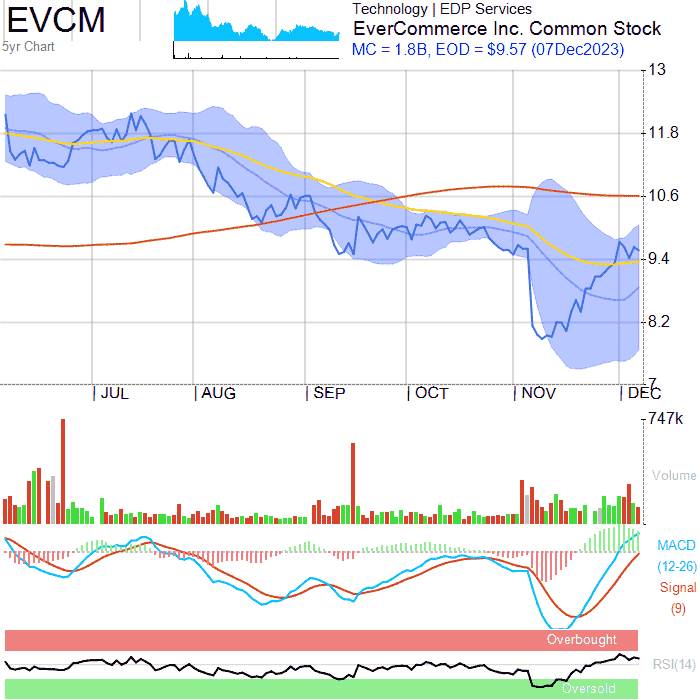 EVCM
5yr Chart
Technology | EDP Services
EverCommerce Inc. Common Stock
MC = 1.8B, EOD = $9.57 (07Dec2023)
13
11.8
10.6
9.4
8.2
7
JUL AUG SEP OCT NOV DEC
747k
Volume
MACD
(12-26)
Signal
(9)
Overbought
RSI(14)
Oversold